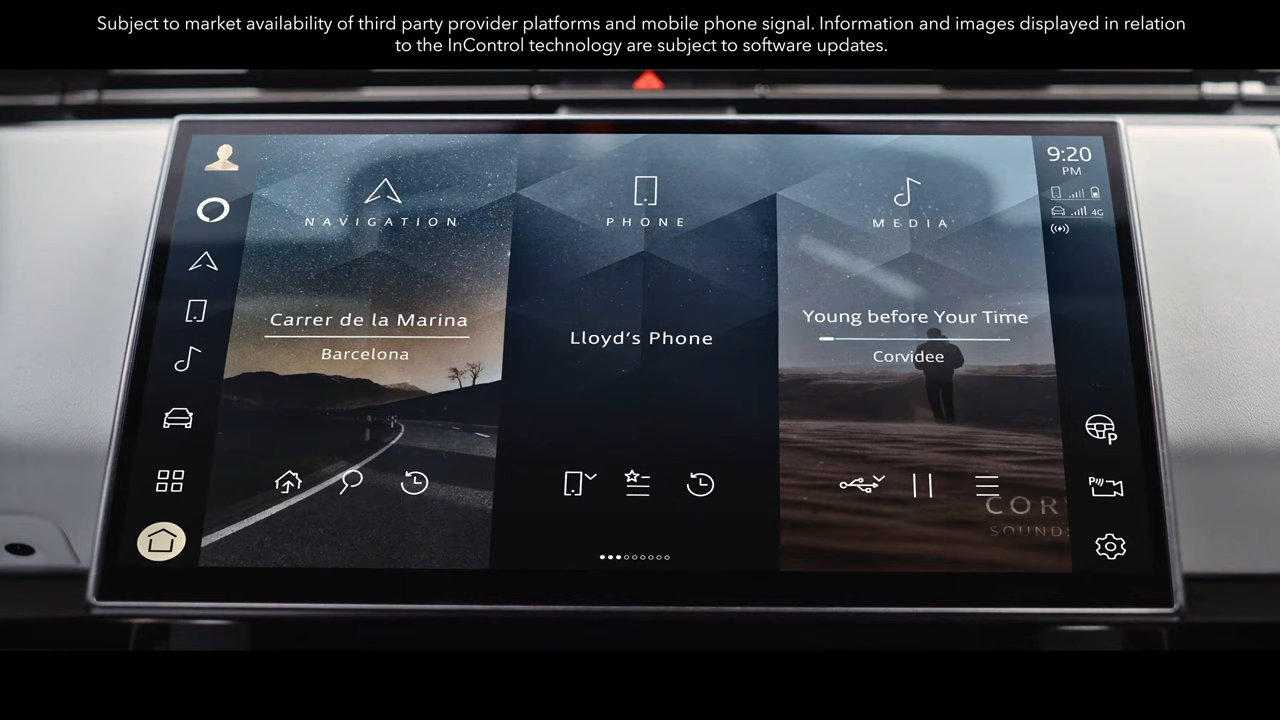 Subject to market availability of third party provider platforms and mobile phone signal. Information and images displayed in relation
to the InControl technology are subject to software updates.
NAVIGATION
Carrer de la Marina
Barcelona
PHONE
Lloyd's Phone
MEDIA
Young before Your Time
Corvidee
COR
SOUNDS
9:20
PM
4G
P
P